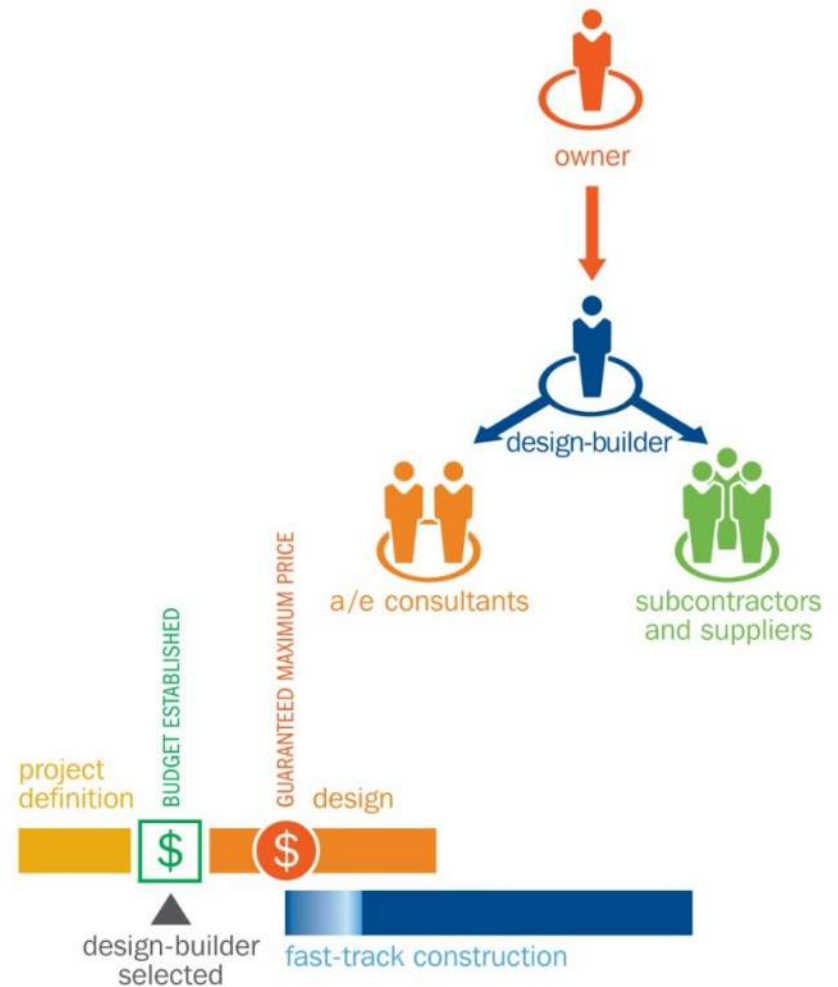 owner
design-builder
a/e consultants
subcontractors
and suppliers
project
definition
BUDGET ESTABLISHED
GUARANTEED MAXIMUM PRICE
design
$
$
design-builder
selected
fast-track construction